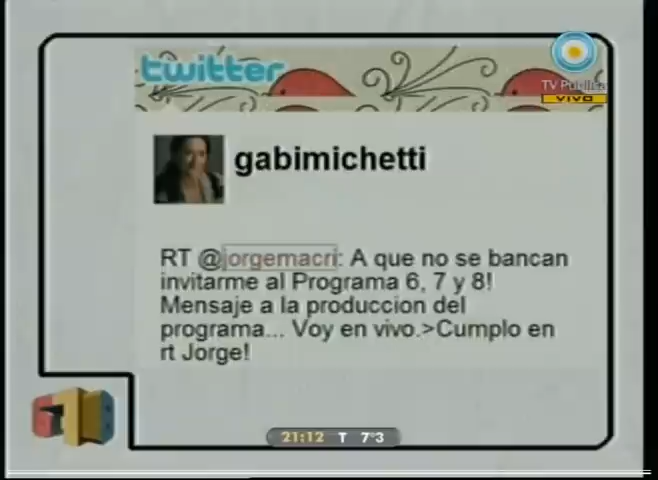 twitter
TV Pública
VIVO
gabimichetti
RT @jorgemacri: A que no se bancan
invitarme al Programa 6, 7 y 8!
Mensaje a la produccion del
programa... Voy en vivo.>Cumplo en
rt Jorge!
678
21:12 T 7°3